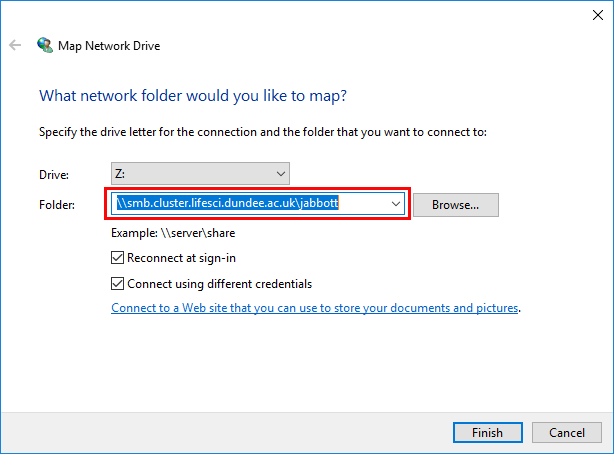 Map Network Drive
What network folder would you like to map?
Specify the drive letter for the connection and the folder that you want to connect to:
Drive: Z:
Folder: \\smb.cluster.lifesci.dundee.ac.uk\jabbott Browse...
Example: \\server\share
Reconnect at sign-in
Connect using different credentials
Connect to a Web site that you can use to store your documents and pictures.
Finish Cancel